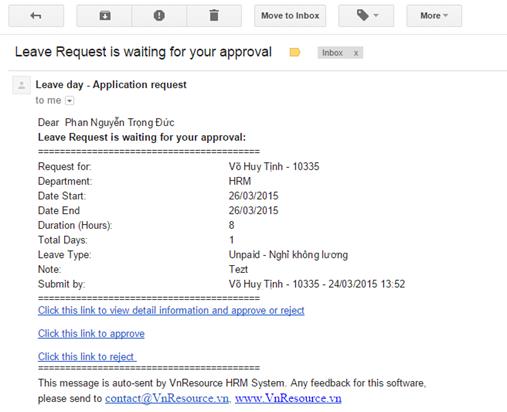 Move to Inbox
More
Leave Request is waiting for your approval
Inbox x
Leave day - Application request
to me
Dear Phan Nguyễn Trọng Đức
Leave Request is waiting for your approval:
=========================================
Request for: Võ Huy Tịnh - 10335
Department: HRM
Date Start: 26/03/2015
Date End 26/03/2015
Duration (Hours): 8
Total Days: 1
Leave Type: Unpaid - Nghỉ không lương
Note: Tezt
Submit by: Võ Huy Tịnh - 10335 - 24/03/2015 13:52
=========================================
Click this link to view detail information and approve or reject
Click this link to approve
Click this link to reject
=========================================
This message is auto-sent by VnResource HRM System. Any feedback for this software,
please send to contact@VnResource.vn, www.VnResource.vn